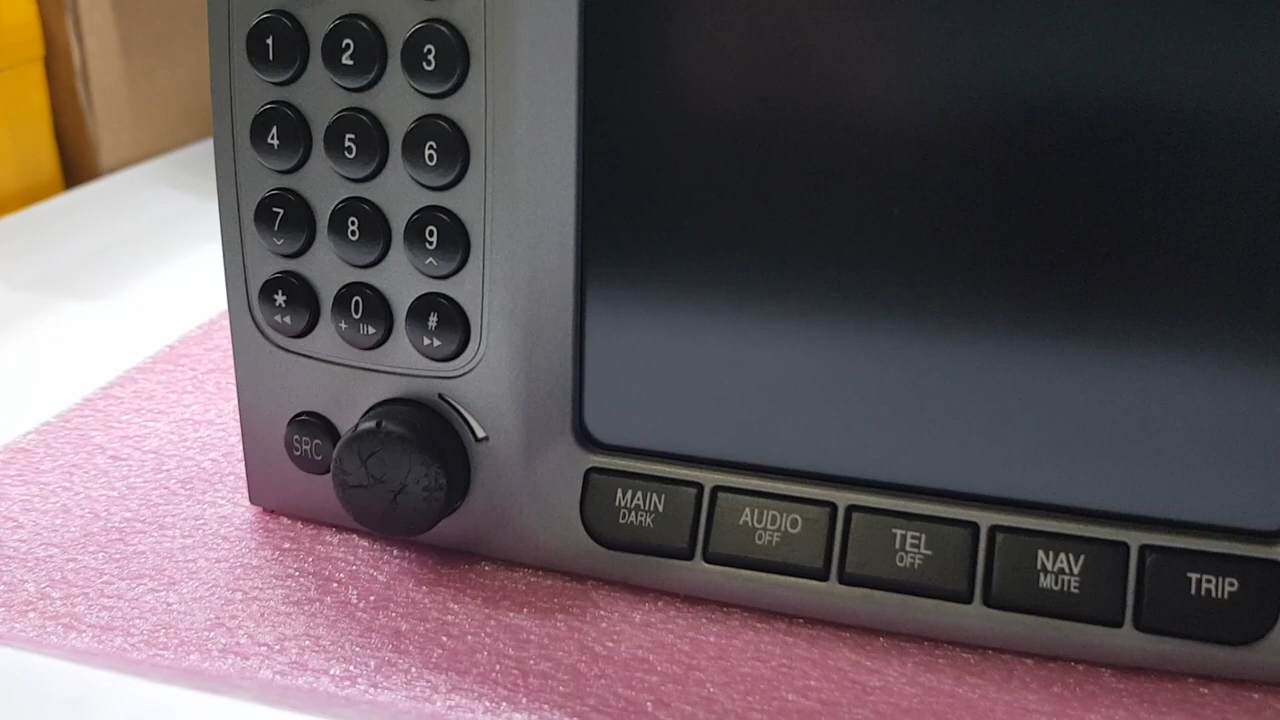 1 2 3
4 5 6
7 8 9
* 0 #
+
SRC
MAIN
DARK
AUDIO
OFF
TEL
OFF
NAV
MUTE
TRIP